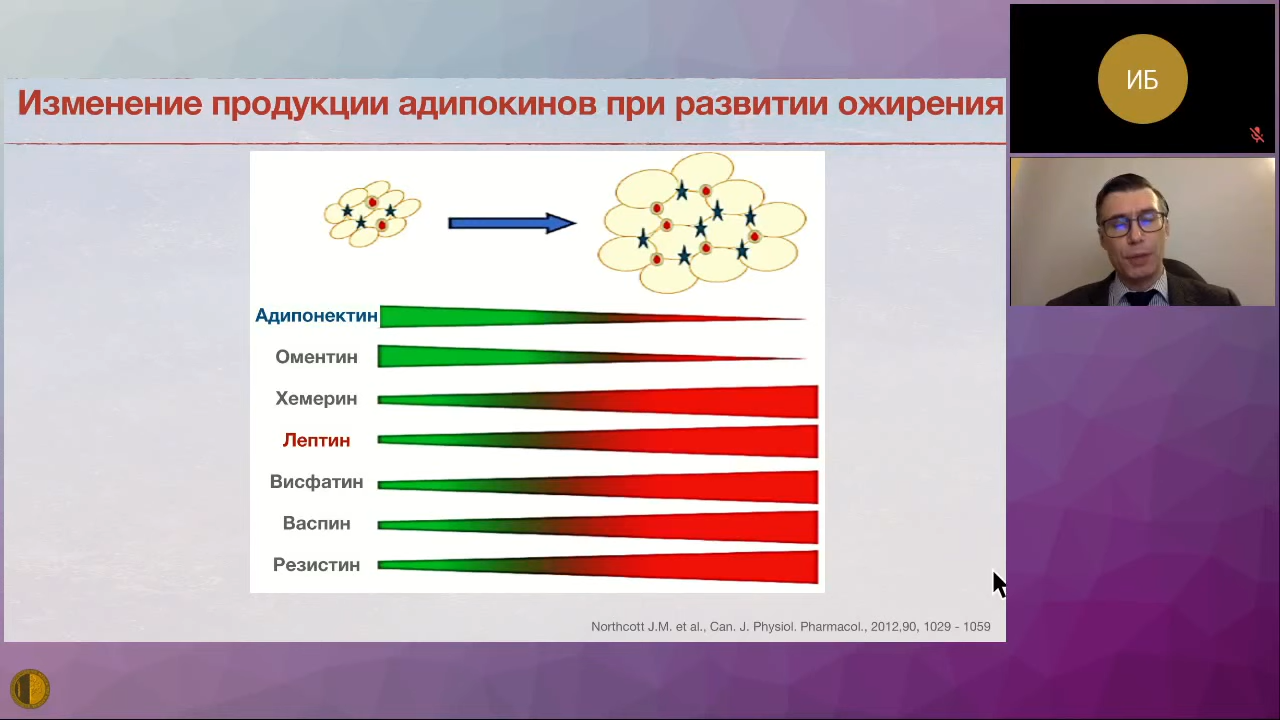 Изменение продукции адипокинов при развитии ожирения
ИБ
Адипонектин
Оментин
Хемерин
Лептин
Висфатин
Васпин
Резистин
Northcott J.M. et al., Can. J. Physiol. Pharmacol., 2012,90, 1029 - 1059